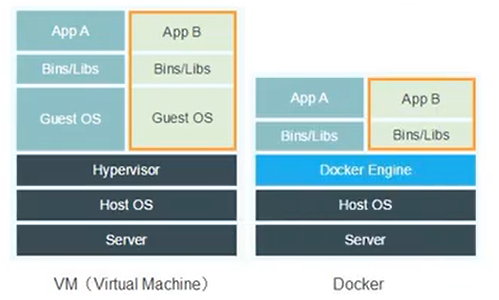 App A
App B
Bins/Libs
Bins/Libs
Guest OS
Guest OS
Hypervisor
Host OS
Server
VM（Virtual Machine）
App A
App B
Bins/Libs
Bins/Libs
Docker Engine
Host OS
Server
Docker